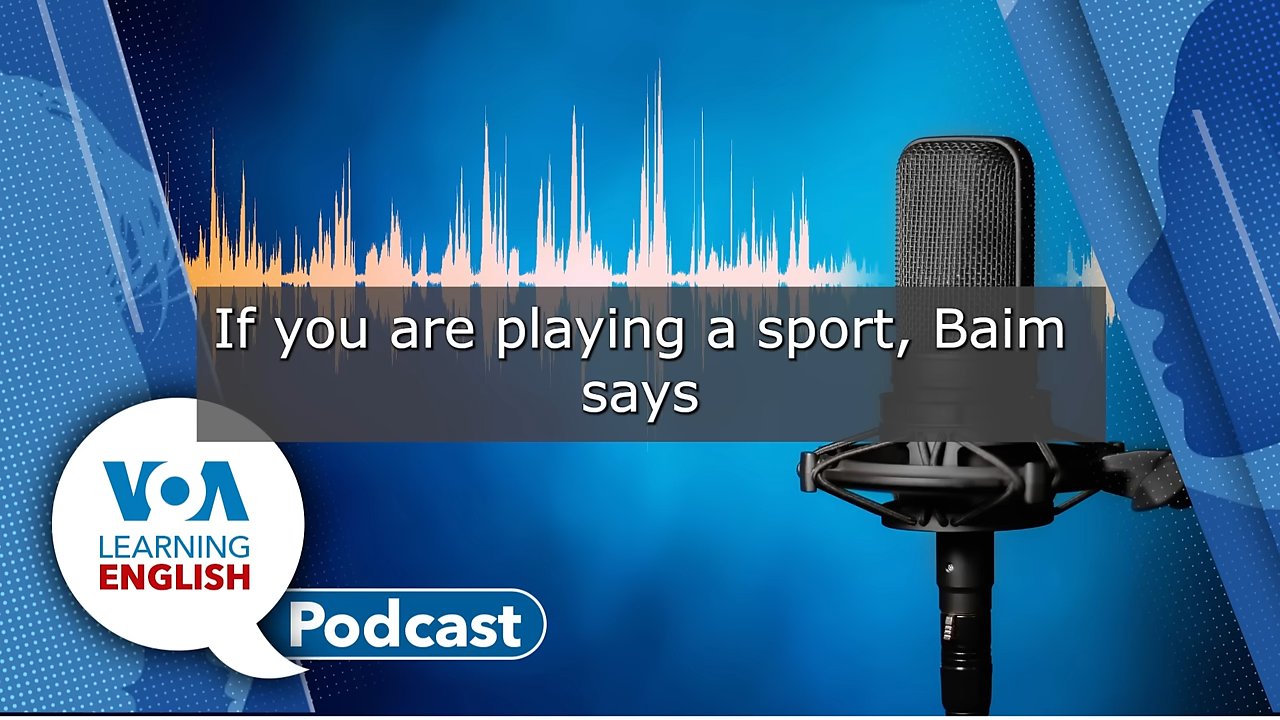 If you are playing a sport, Baim
says
VOA
LEARNING
ENGLISH
Podcast